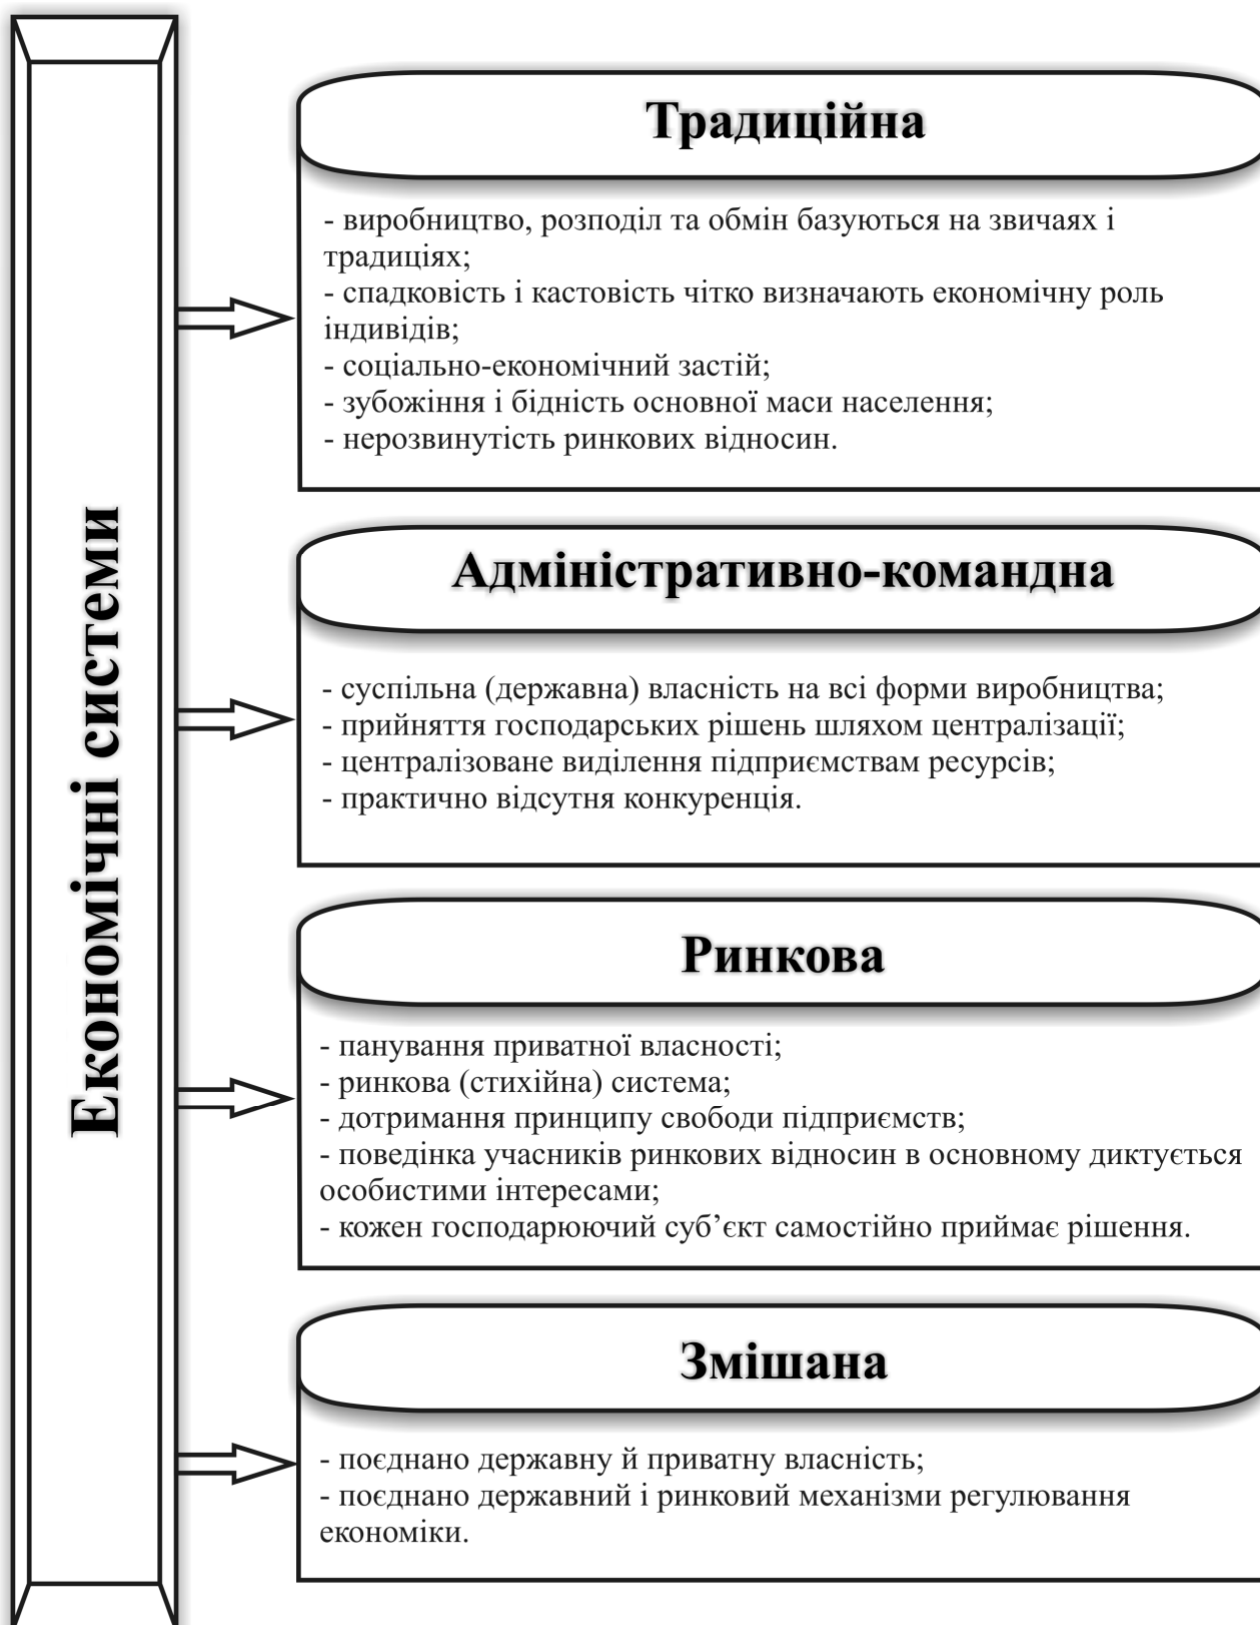 Економічні системи
Традиційна
- виробництво, розподіл та обмін базуються на звичаях і
традиціях;
- спадковість і кастовість чітко визначають економічну роль
індивідів;
- соціально-економічний застій;
- зубожіння і бідність основної маси населення;
- нерозвинутість ринкових відносин.
Адміністративно-командна
- суспільна (державна) власність на всі форми виробництва;
- прийняття господарських рішень шляхом централізації;
- централізоване виділення підприємствам ресурсів;
- практично відсутня конкуренція.
Ринкова
- панування приватної власності;
- ринкова (стихійна) система;
- дотримання принципу свободи підприємств;
- поведінка учасників ринкових відносин в основному диктується
особистими інтересами;
- кожен господарюючий суб’єкт самостійно приймає рішення.
Змішана
- поєднано державну й приватну власність;
- поєднано державний і ринковий механізми регулювання
економіки.